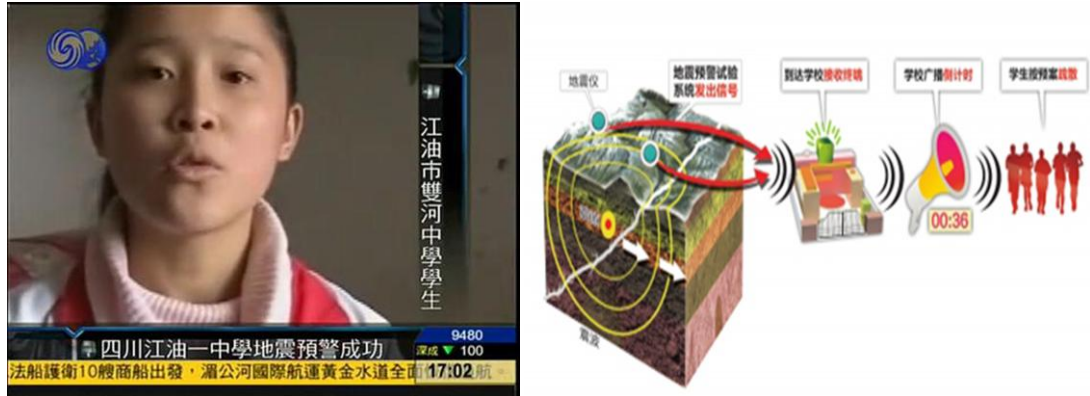 江油市雙河中學學生
9480
四川江油一中學地震預警成功
深成 ▼ 100
法船護衛10艘商船出發，湄公河國際航運黃金水道全面
17:02
航。
地震仪
地震预警试验
系统发出信号
到达学校接收终端
学校广播倒计时
学生按预案疏散
00:36
震波